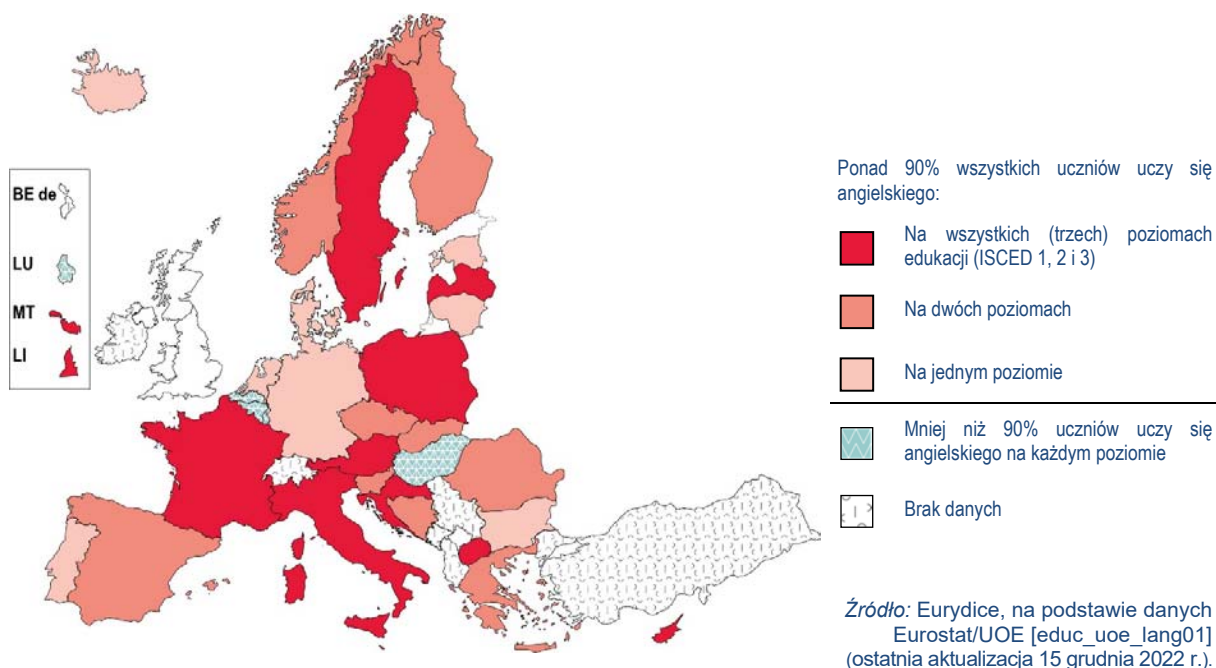 BE de
LU
MT
LI
Ponad 90% wszystkich uczniów uczy się
angielskiego:
Na wszystkich (trzech) poziomach
edukacji (ISCED 1, 2 i 3)
Na dwóch poziomach
Na jednym poziomie
Mniej niż 90% uczniów uczy się
angielskiego na każdym poziomie
Brak danych
Źródło: Eurydice, na podstawie danych
Eurostat/UOE [educ_uoe_lang01]
(ostatnia aktualizacja 15 grudnia 2022 r.).